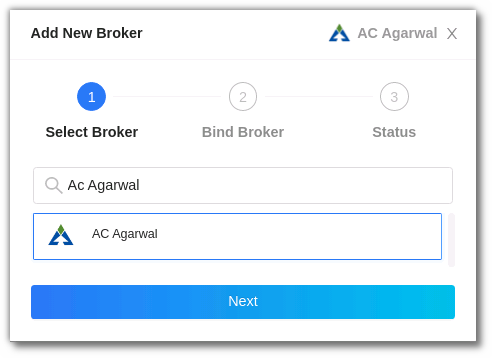 Add New Broker
AC Agarwal X
1 2 3
Select Broker Bind Broker Status
Ac Agarwal
AC Agarwal
Next